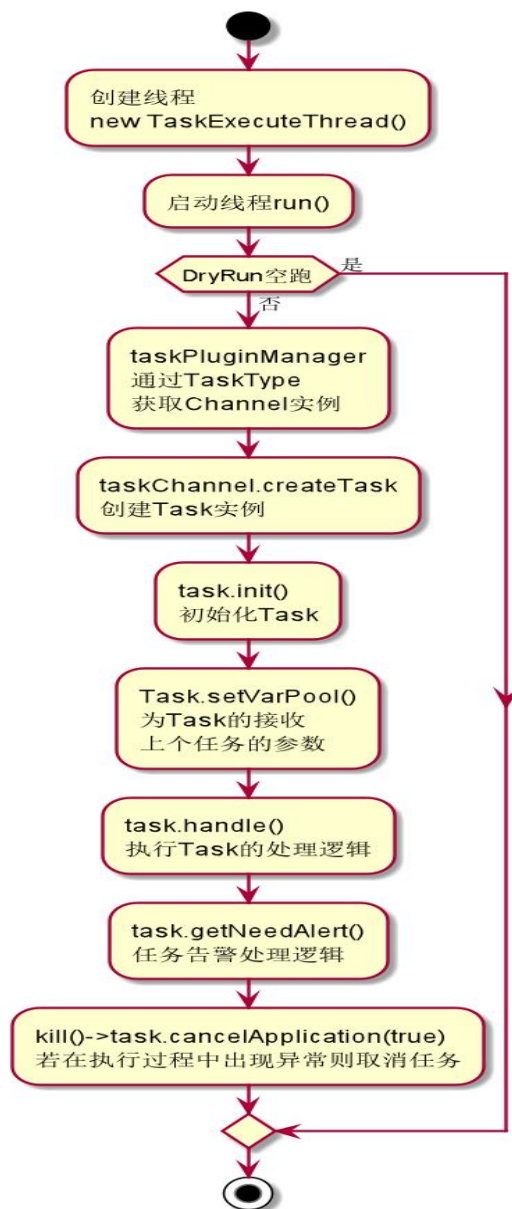 创建线程
new TaskExecuteThread()
启动线程run()
DryRun空跑
是
否
taskPluginManager
通过TaskType
获取Channel实例
taskChannel.createTask
创建Task实例
task.init()
初始化Task
Task.setVarPool()
为Task的接收
上个任务的参数
task.handle()
执行Task的处理逻辑
task.getNeedAlert()
任务告警处理逻辑
kill()->task.cancelApplication(true)
若在执行过程中出现异常则取消任务